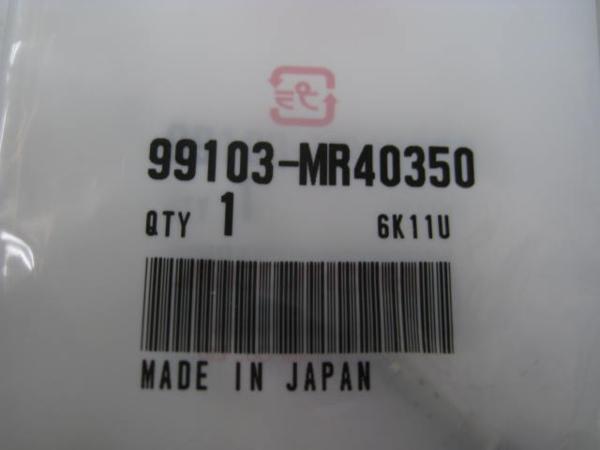 プラ
99103-MR40350
QTY 1 6K11U
MADE IN JAPAN